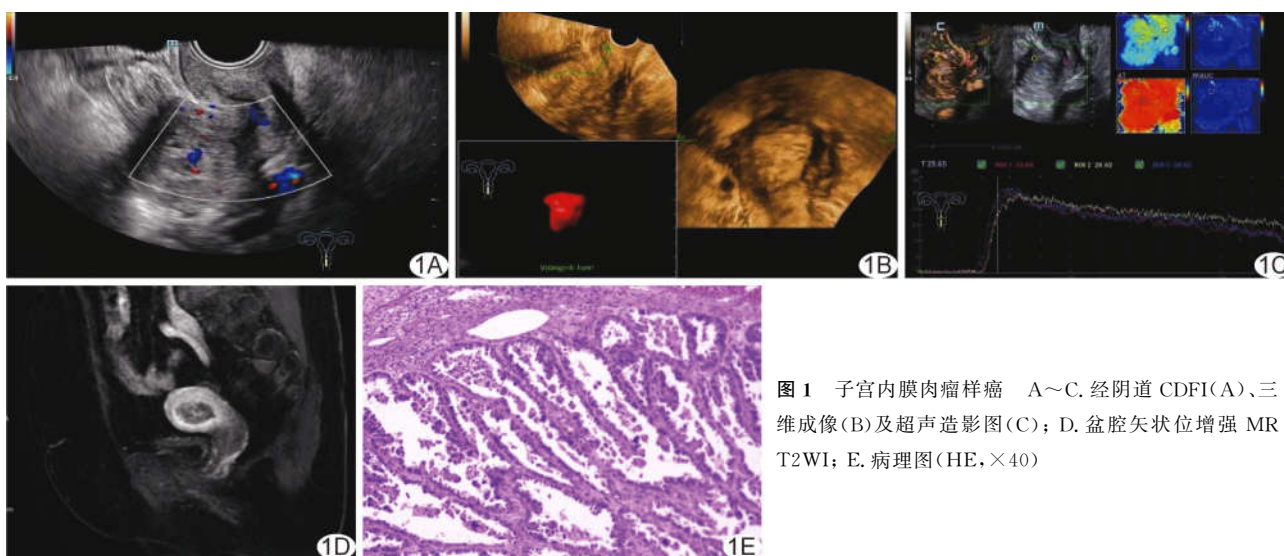 1A
1B
1C
T 25.65
1D
1E
图 1 子宫内膜肉瘤样癌 A～C. 经阴道 CDFI(A)、三
维成像(B)及超声造影图(C)；D. 盆腔矢状位增强 MR
T2WI；E. 病理图(HE,×40)